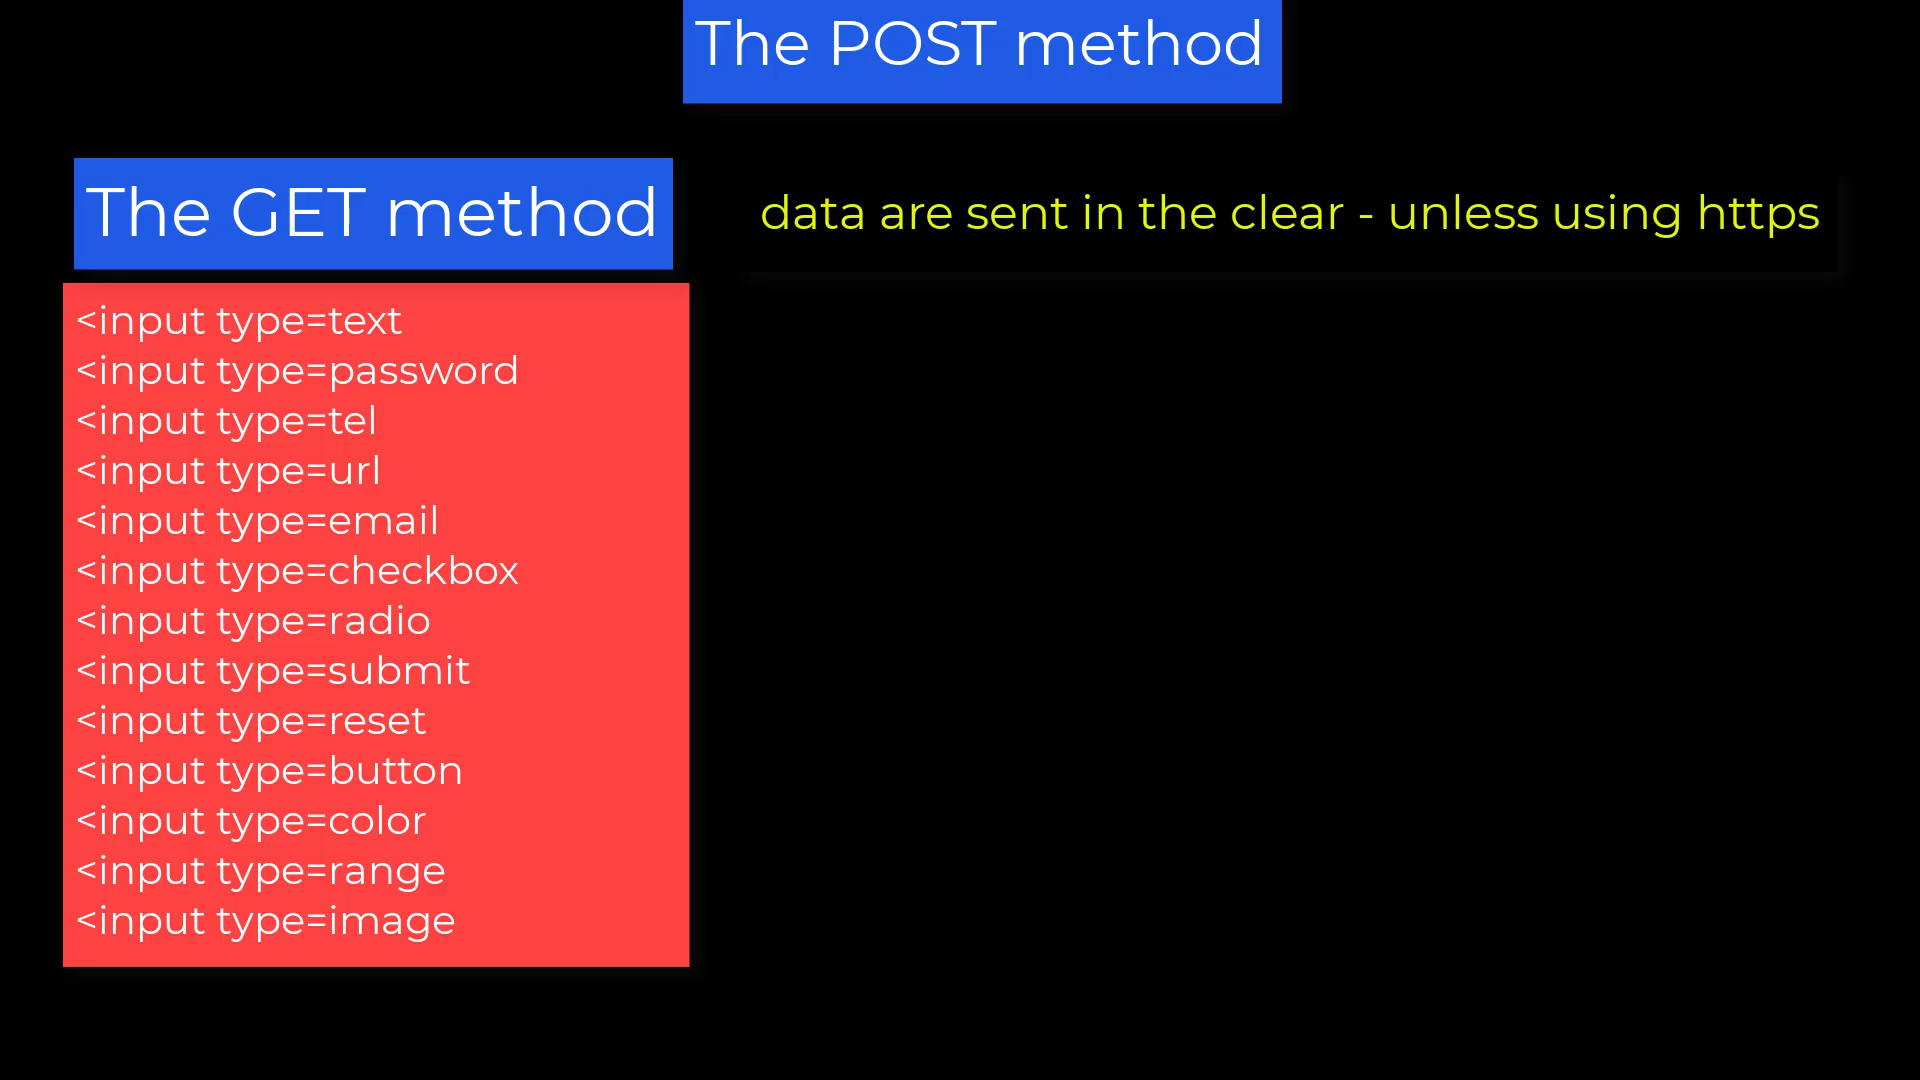 The POST method
The GET method
data are sent in the clear - unless using https
<input type=text
<input type=password
<input type=tel
<input type=url
<input type=email
<input type=checkbox
<input type=radio
<input type=submit
<input type=reset
<input type=button
<input type=color
<input type=range
<input type=image